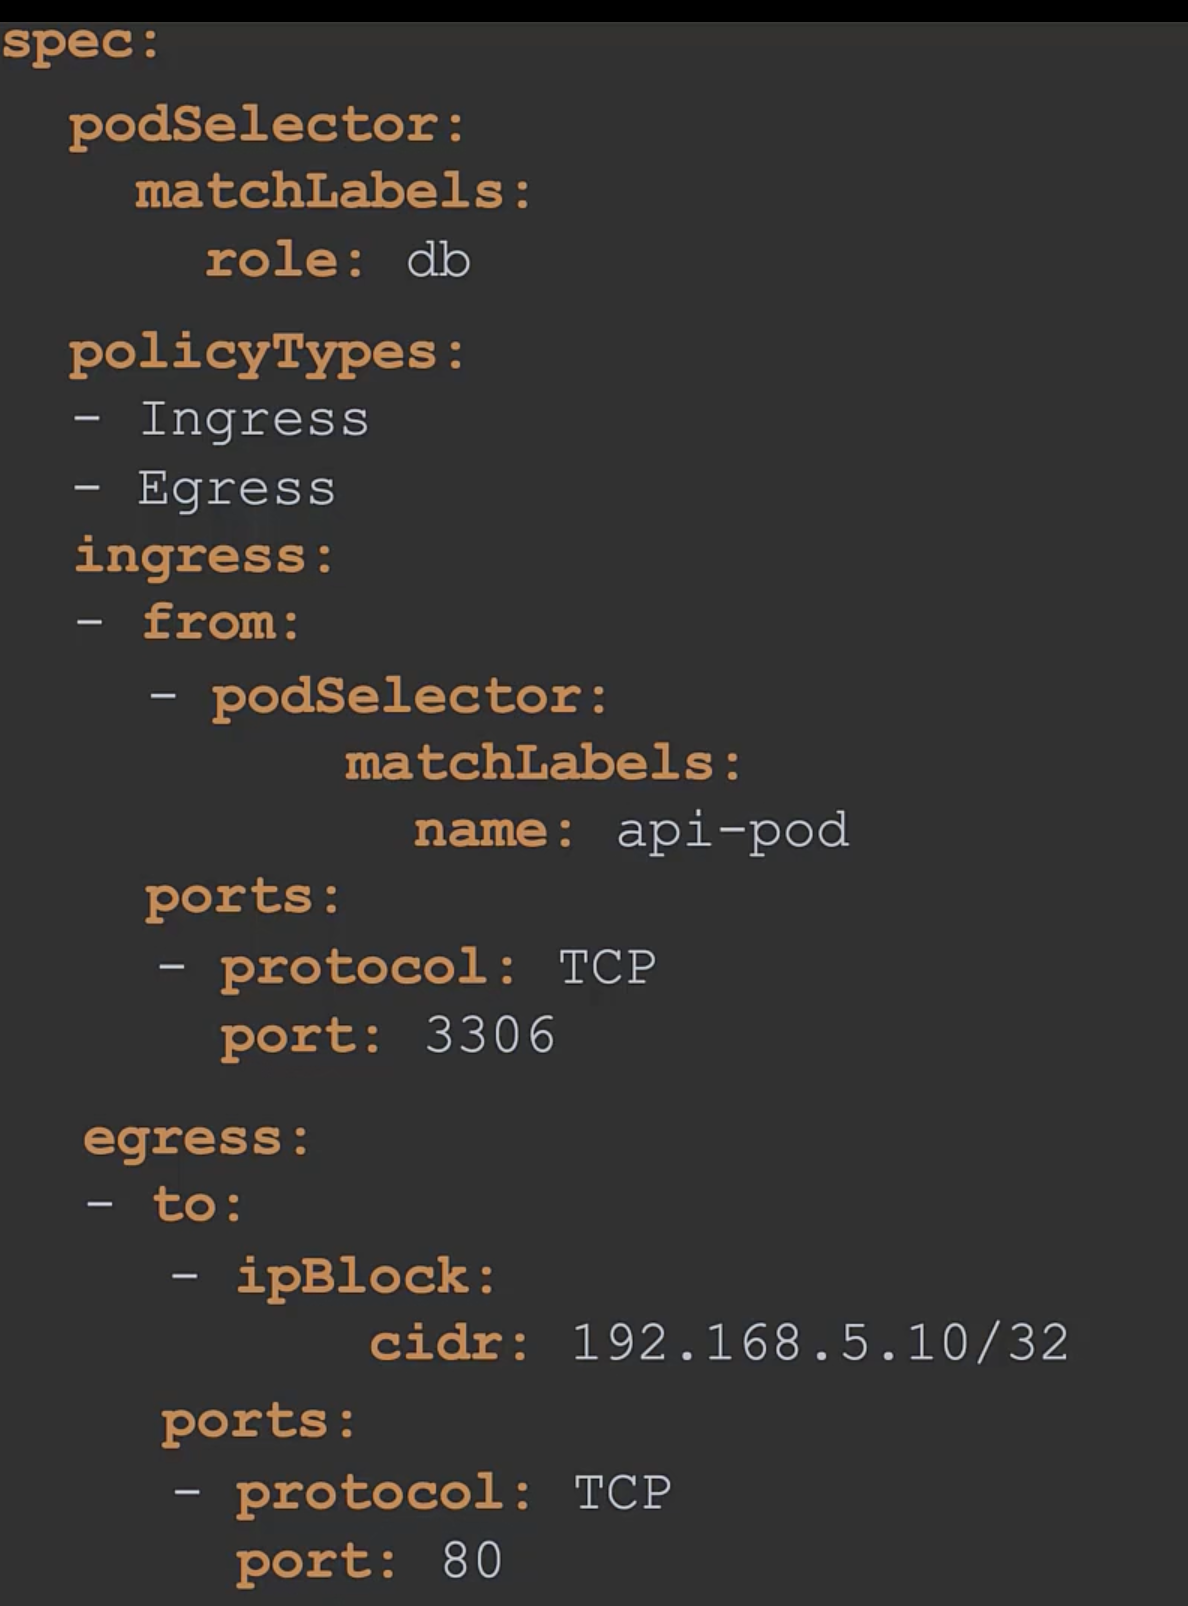 spec:
  podSelector:
    matchLabels:
      role: db
  policyTypes:
  - Ingress
  - Egress
  ingress:
  - from:
    - podSelector:
          matchLabels:
            name: api-pod
    ports:
    - protocol: TCP
      port: 3306
  egress:
  - to:
    - ipBlock:
          cidr: 192.168.5.10/32
    ports:
    - protocol: TCP
      port: 80